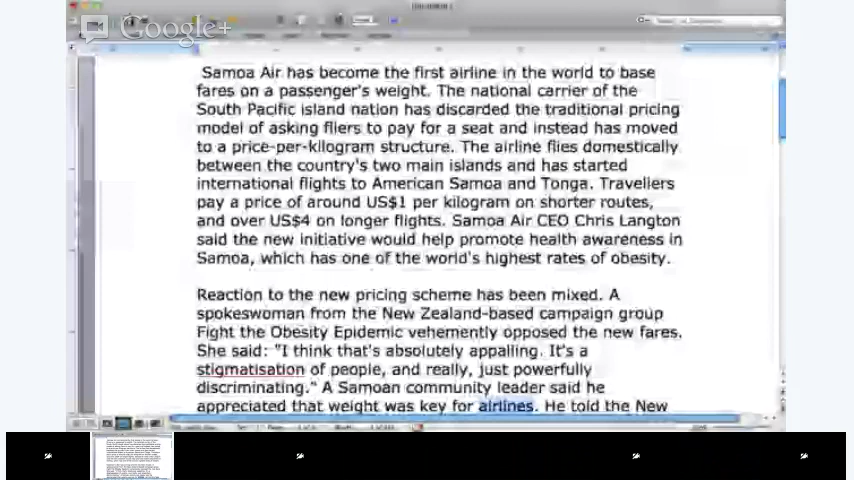 Google+
Samoa Air has become the first airline in the world to base
fares on a passenger's weight. The national carrier of the
South Pacific island nation has discarded the traditional pricing
model of asking fliers to pay for a seat and instead has moved
to a price-per-kilogram structure. The airline flies domestically
between the country's two main islands and has started
international flights to American Samoa and Tonga. Travellers
pay a price of around US$1 per kilogram on shorter routes,
and over US$4 on longer flights. Samoa Air CEO Chris Langton
said the new initiative would help promote health awareness in
Samoa, which has one of the world's highest rates of obesity.
Reaction to the new pricing scheme has been mixed. A
spokeswoman from the New Zealand-based campaign group
Fight the Obesity Epidemic vehemently opposed the new fares.
She said: "I think that's absolutely appalling. It's a
stigmatisation of people, and really, just powerfully
discriminating." A Samoan community leader said he
appreciated that weight was key for airlines. He told the New